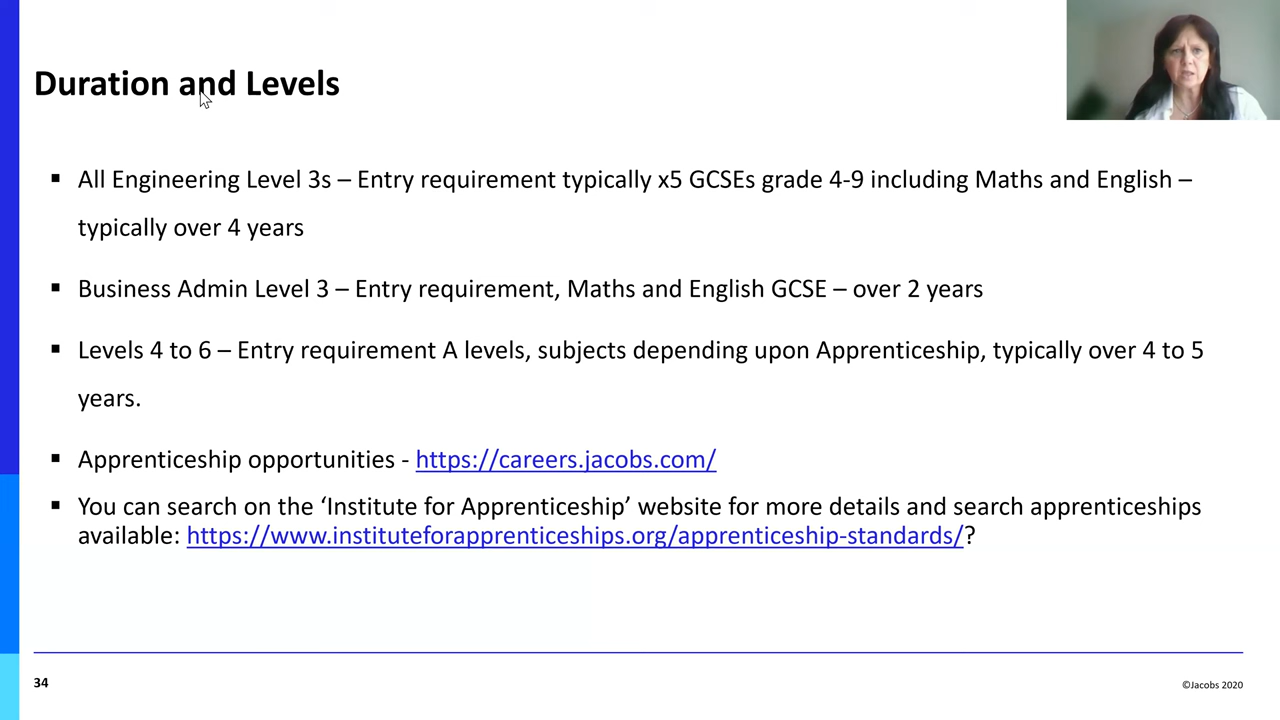 Duration and Levels
▪ All Engineering Level 3s – Entry requirement typically x5 GCSEs grade 4-9 including Maths and English –
typically over 4 years
▪ Business Admin Level 3 – Entry requirement, Maths and English GCSE – over 2 years
▪ Levels 4 to 6 – Entry requirement A levels, subjects depending upon Apprenticeship, typically over 4 to 5
years.
▪ Apprenticeship opportunities - https://careers.jacobs.com/
▪ You can search on the ‘Institute for Apprenticeship’ website for more details and search apprenticeships
available: https://www.instituteforapprenticeships.org/apprenticeship-standards/?
34
©Jacobs 2020